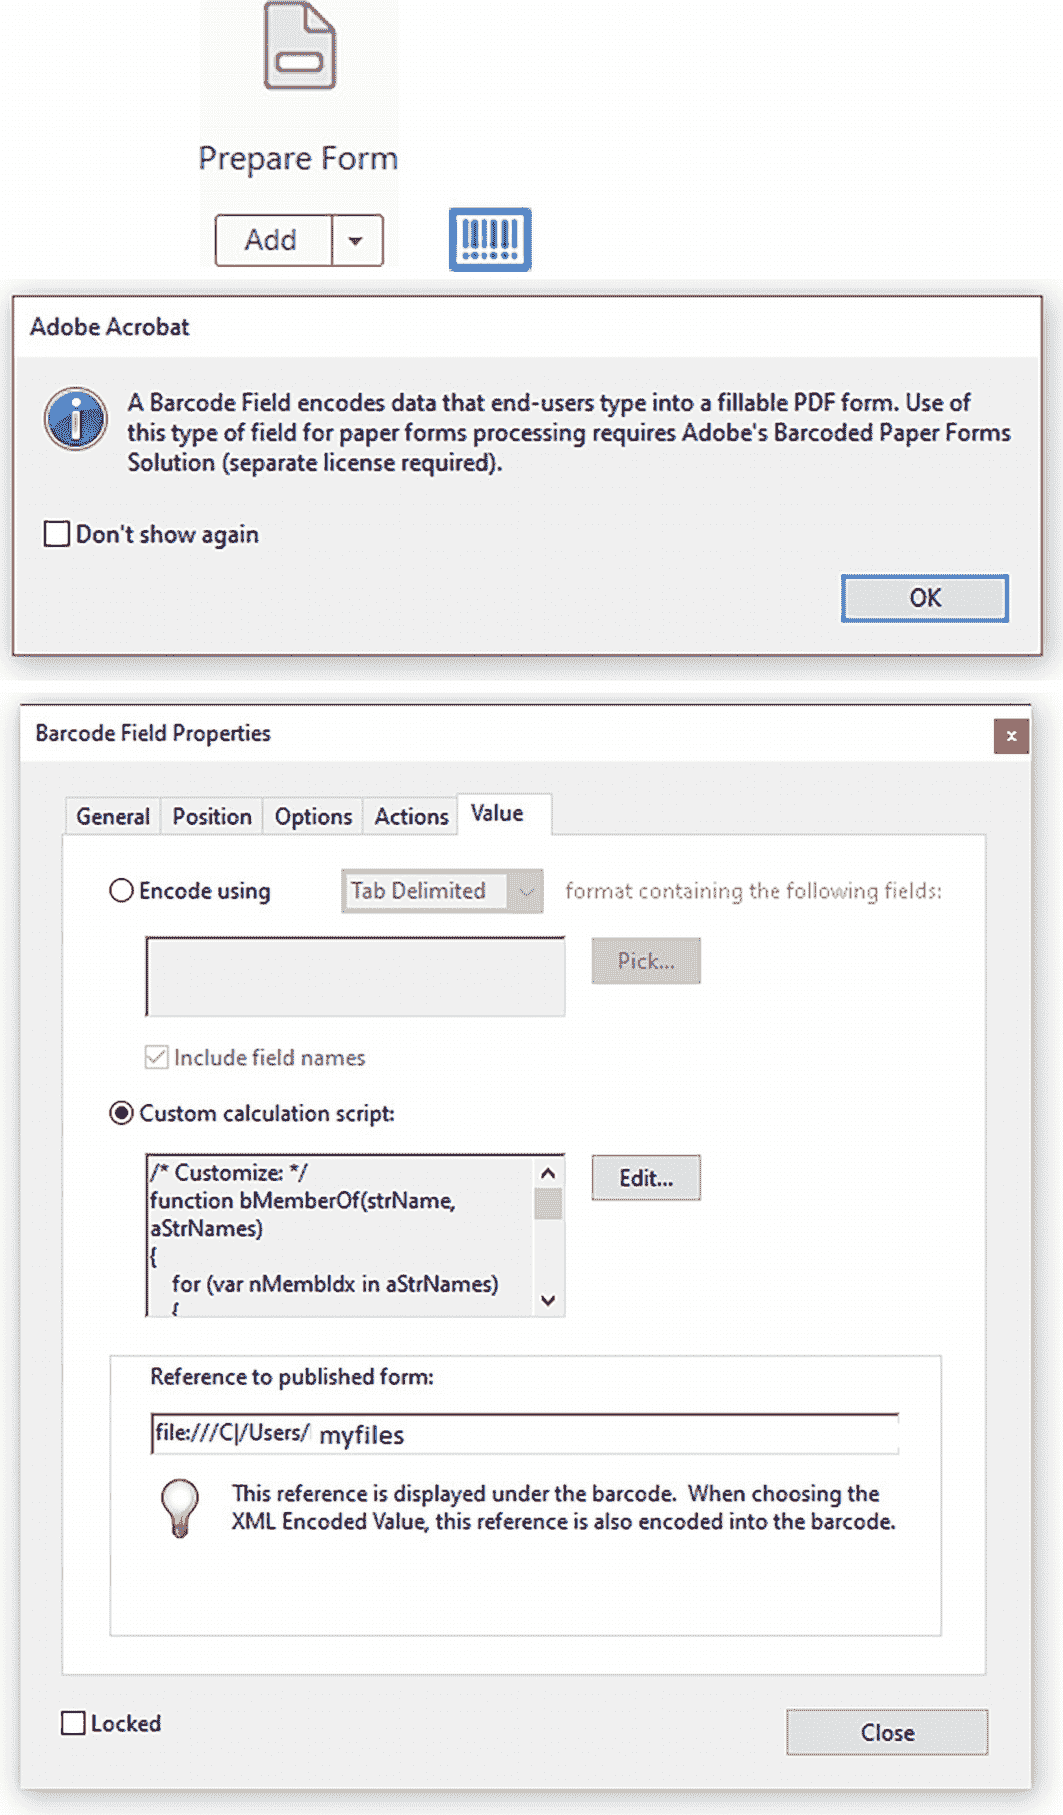 Prepare Form
Add
Adobe Acrobat
A Barcode Field encodes data that end-users type into a fillable PDF form. Use of
this type of field for paper forms processing requires Adobe's Barcoded Paper Forms
Solution (separate license required).
Don't show again
OK
Barcode Field Properties
x
General Position Options Actions Value
Encode using Tab Delimited format containing the following fields:
Pick...
Include field names
Custom calculation script:
/* Customize: */
function bMemberOf(strName,
aStrNames)
{
for (var nMembIdx in aStrNames)
{
Edit...
Reference to published form:
file:///C|/Users/ myfiles
This reference is displayed under the barcode. When choosing the
XML Encoded Value, this reference is also encoded into the barcode.
Locked
Close